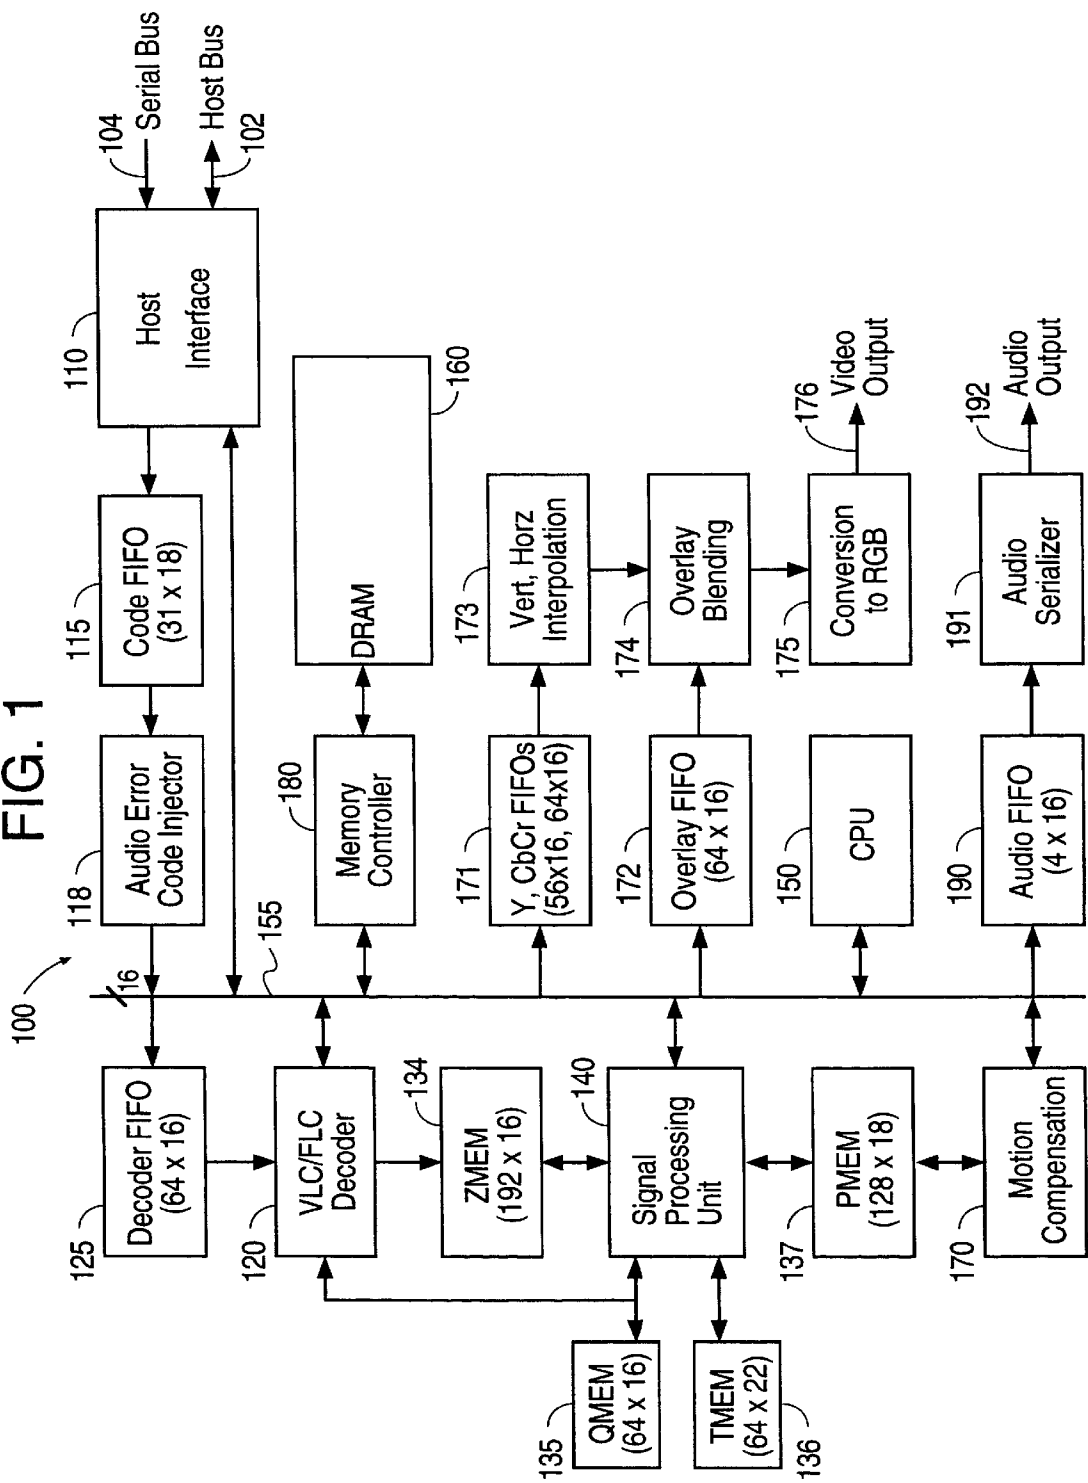 FIG. 1
100
104
Serial Bus
Host Bus
102
110
Host
Interface
115
Code FIFO
(31 x 18)
118
Audio Error
Code Injector
16
155
125
Decoder FIFO
(64 x 16)
120
VLC/FLC
Decoder
134
ZMEM
(192 x 16)
140
Signal
Processing
Unit
135
QMEM
(64 x 16)
TMEM
(64 x 22)
136
137
PMEM
(128 x 18)
170
Motion
Compensation
180
Memory
Controller
DRAM
160
171
Y, CbCr FIFOs
(56x16, 64x16)
173
Vert, Horz
Interpolation
172
Overlay FIFO
(64 x 16)
174
Overlay
Blending
150
CPU
175
Conversion
to RGB
176
Video
Output
190
Audio FIFO
(4 x 16)
191
Audio
Serializer
192
Audio
Output